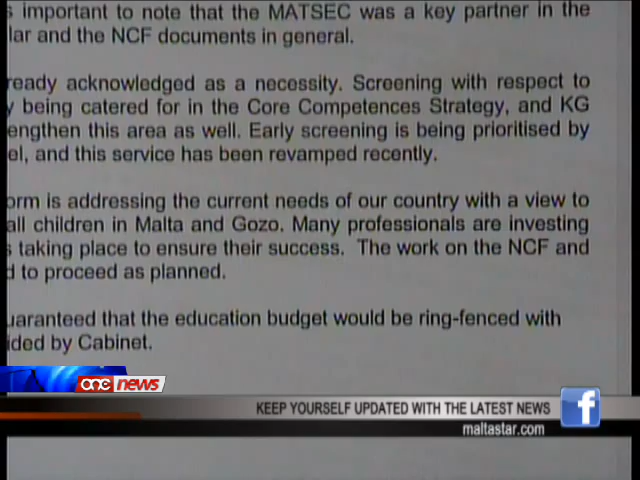 s important to note that the MATSEC was a key partner in the
lar and the NCF documents in general.
ready acknowledged as a necessity. Screening with respect to
y being catered for in the Core Competences Strategy, and KG
engthen this area as well. Early screening is being prioritised by
el, and this service has been revamped recently.
orm is addressing the current needs of our country with a view to
all children in Malta and Gozo. Many professionals are investing
s taking place to ensure their success. The work on the NCF and
d to proceed as planned.
uaranteed that the education budget would be ring-fenced with
ided by Cabinet.
one news
KEEP YOURSELF UPDATED WITH THE LATEST NEWS
f
maltastar.com